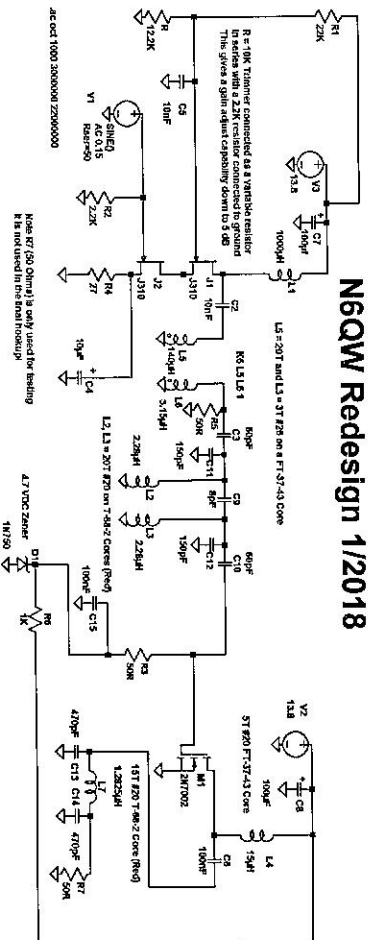 N6QW Redesign 1/2018
R1
22K
R
12.2K
C5
10nF
R = 10K Trimmer connected as a variable resistor
in series with a 2.2K resistor connected to ground
This gives a gain adjust capability down to 5 dB
V3
13.8
C7
100pf
L1
1000µH
V1
SINE()
AC 0.15
Rser=50
R2
2.2K
J1
J310
J2
J310
R4
27
C4
10µF
C2
10nF
.ac oct 1000 3000000 22000000
Note R7 (50 Ohms) is only used for testing
It is not used in the final hookup!
L5 = 20T and L3 = 3T #26 on a FT-37-43 Core
L5
140µH
K6 L5 L6 1
L6
3.15µH
R5
50R
C3
60pF
C11
150pF
L2
2.28µH
C9
8pF
L3
2.28µH
C12
150pF
C10
60pF
L2, L3 = 20T #20 on T-68-2 Cores (Red)
C15
100nF
R3
50R
4.7 VDC Zener
D1
1N750
R6
1K
V2
13.8
C8
100µF
5T #20 FT-37-43 Core
L4
15µH
M1
2N7002
C6
100nF
15T #20 T-68-2 Core (Red)
L7
1.2825µH
C13
470pF
C14
470pF
R7
50R